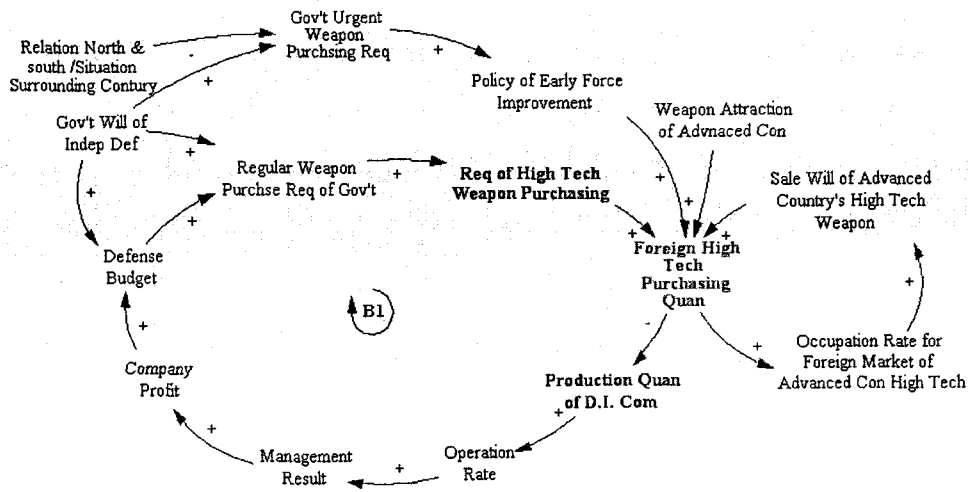 Gov't Urgent
Weapon
Purchsing Req
Relation North &
south /Situation
Surrounding Contury
-
+
+
Policy of Early Force
Improvement
Weapon Attraction
of Advnaced Con
Gov't Will of
Indep Def
+
Regular Weapon
Purchse Req of Gov't
+
Req of High Tech
Weapon Purchasing
+
+
Sale Will of Advanced
Country's High Tech
Weapon
+
+
+
+
Defense
Budget
Foreign High
Tech
Purchasing
Quan
+
B1
+
-
+
Occupation Rate for
Foreign Market of
Advanced Con High Tech
Company
Profit
Production Quan
of D.I. Com
+
+
Operation
Rate
+
Management
Result